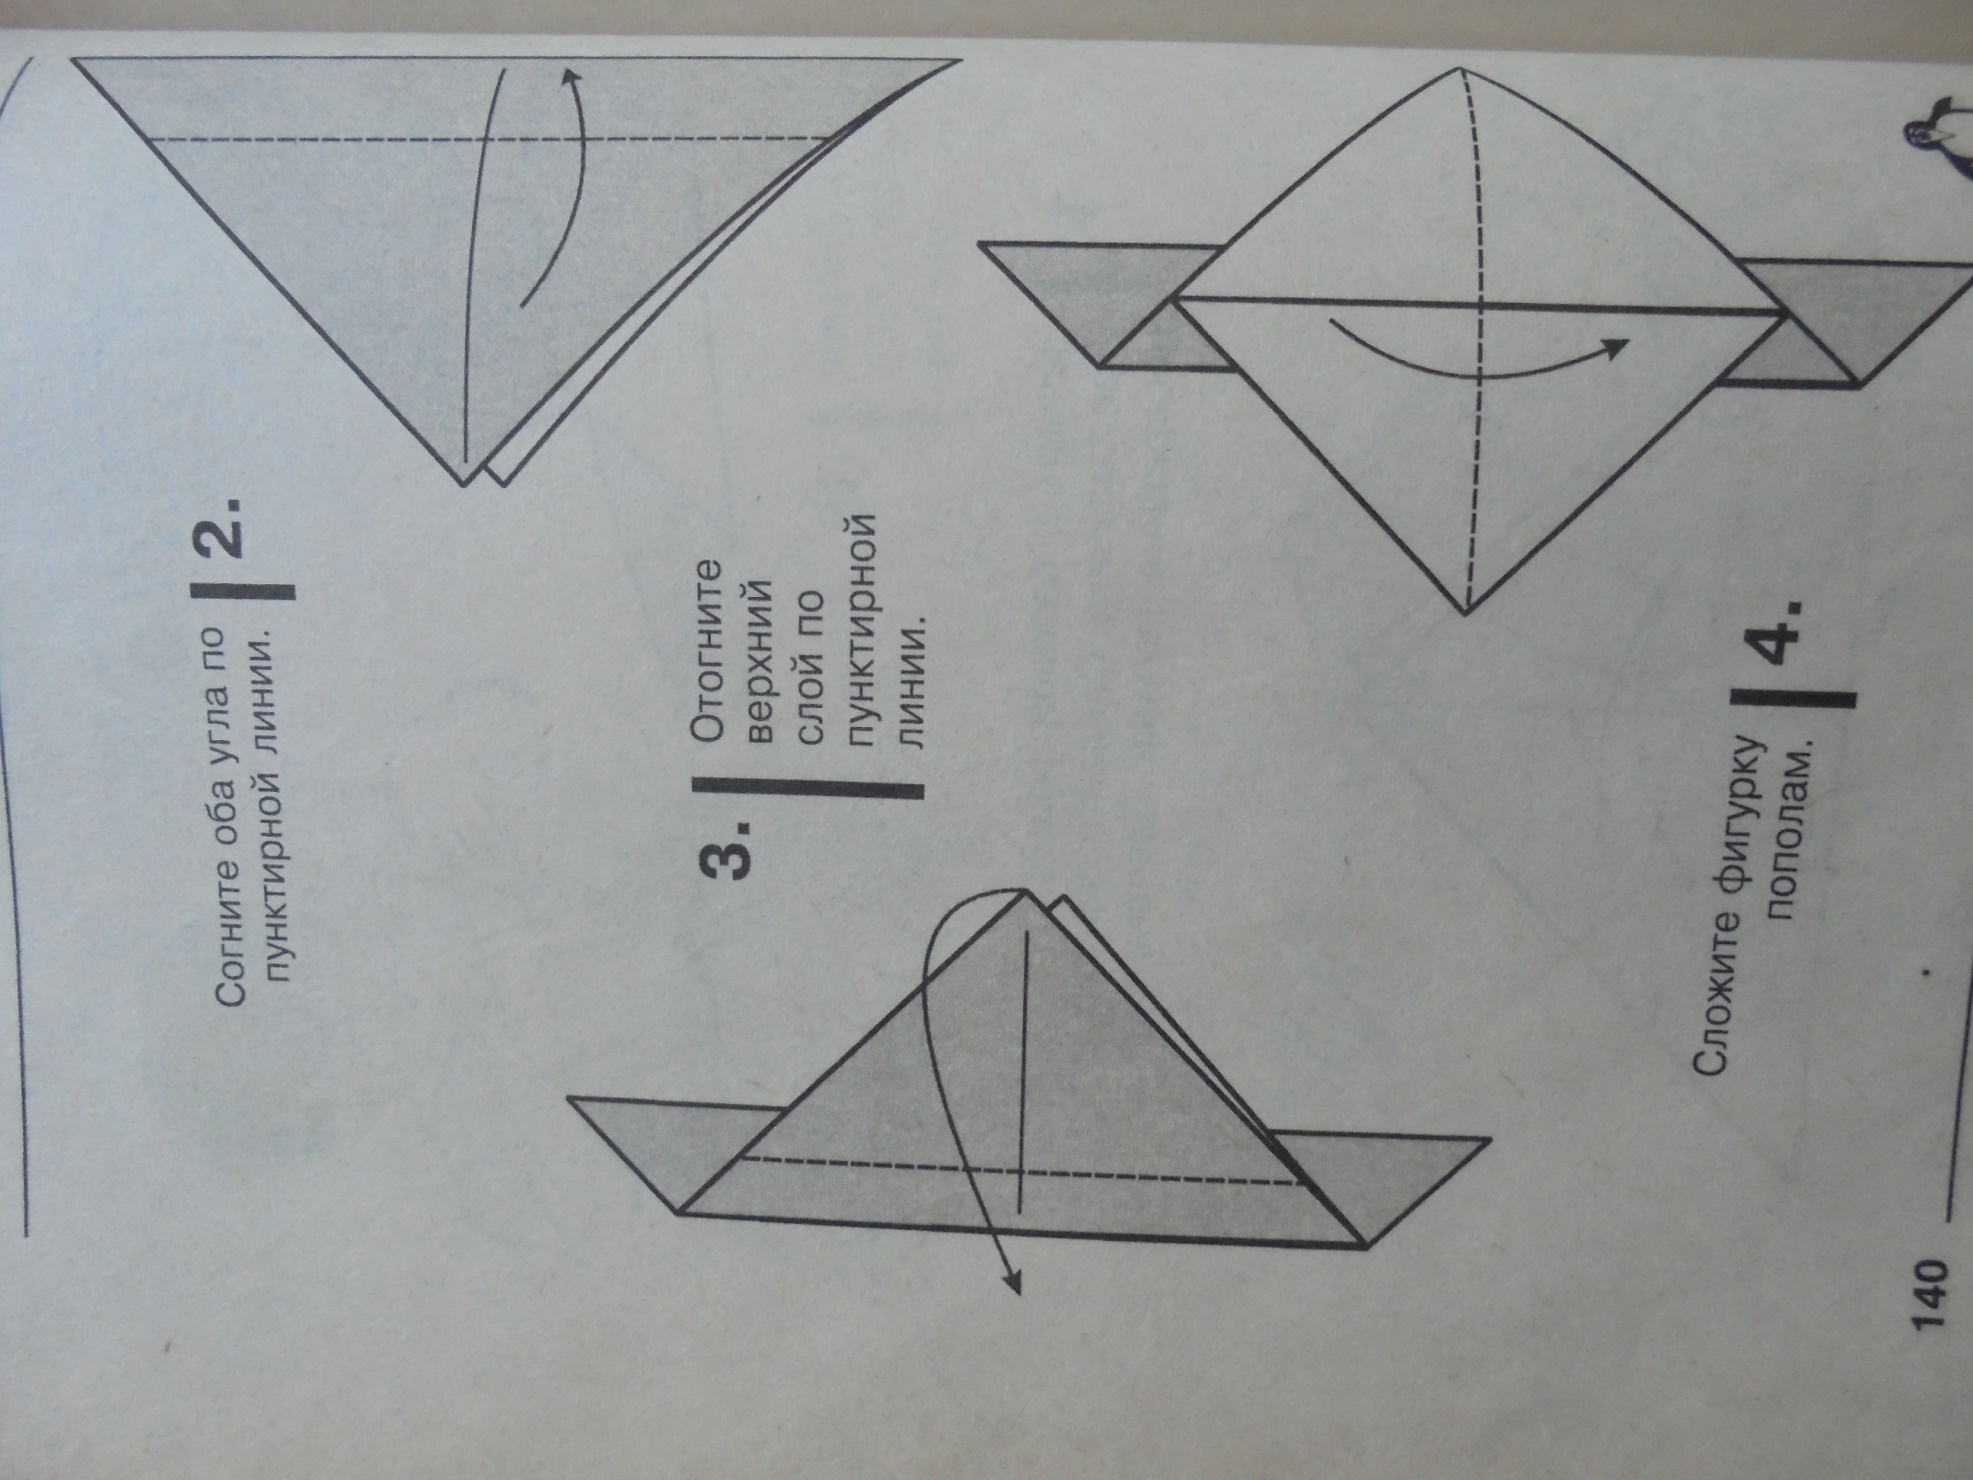 Согните оба угла по
пунктирной линии.
2.
3.
Отогните
верхний
слой по
пунктирной
линии.
Сложите фигурку
пополам.
4.
140